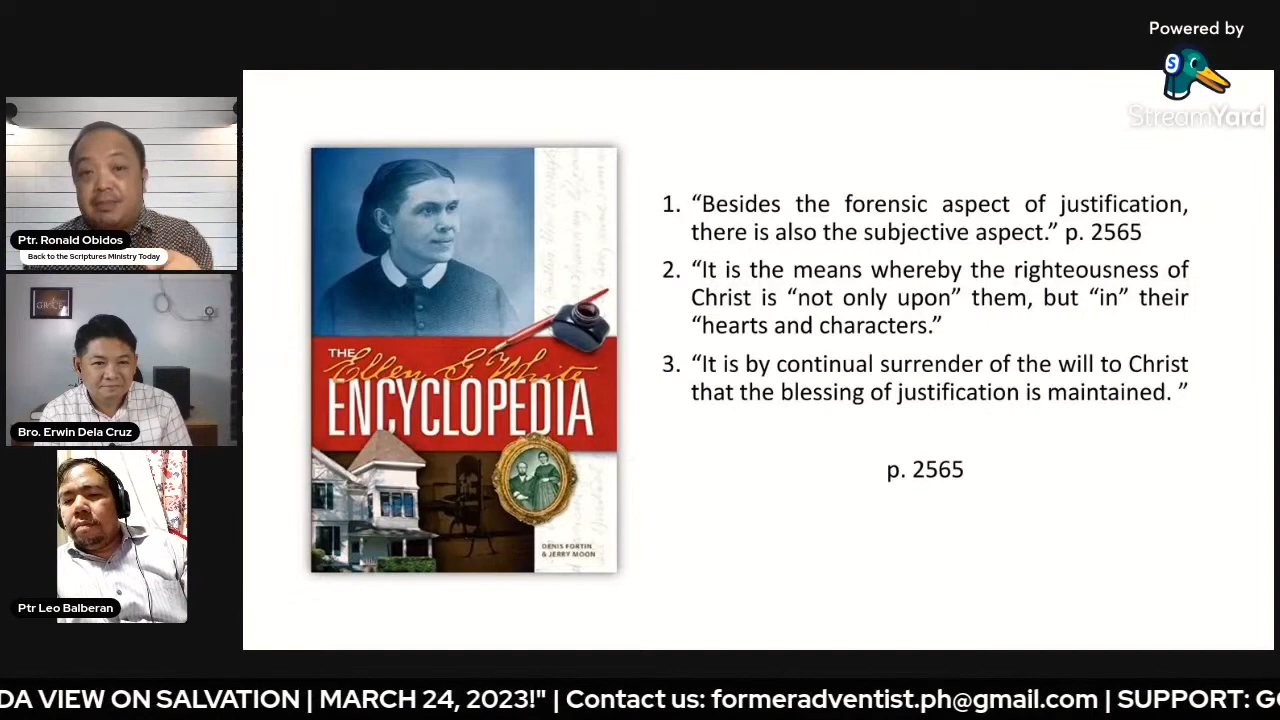 Powered by
StreamYard
Ptr. Ronald Obidos
Back to the Scriptures Ministry Today
Bro. Erwin Dela Cruz
Ptr Leo Balberan
THE
Ellen G. White
ENCYCLOPEDIA
DENIS FORTIN
& JERRY MOON
1. “Besides the forensic aspect of justification,
there is also the subjective aspect.” p. 2565
2. “It is the means whereby the righteousness of
Christ is “not only upon” them, but “in” their
“hearts and characters.”
3. “It is by continual surrender of the will to Christ
that the blessing of justification is maintained. ”
p. 2565
DA VIEW ON SALVATION | MARCH 24, 2023!" | Contact us: formeradventist.ph@gmail.com | SUPPORT: G